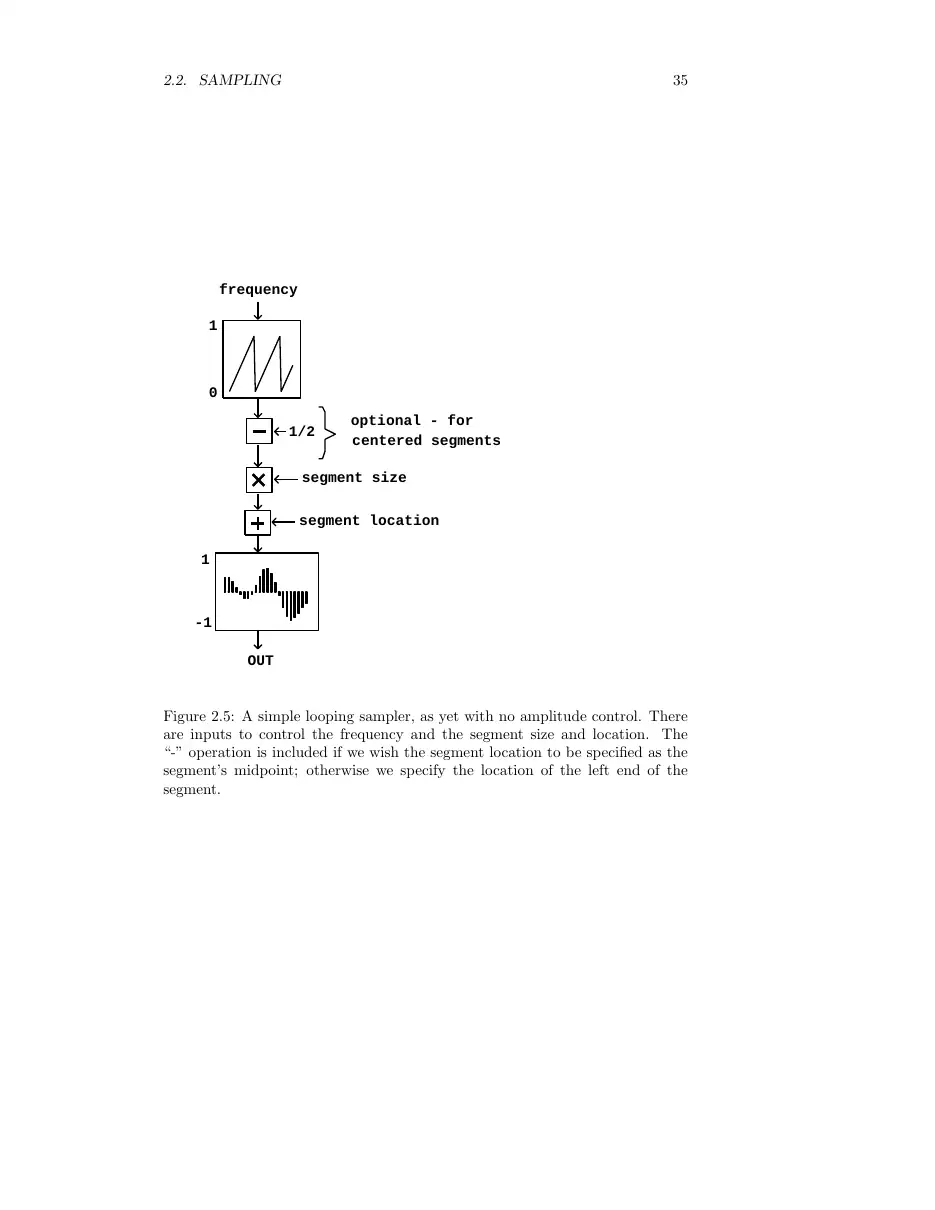 2.2. SAMPLING 35
frequency
1
0
1/2
optional - for
centered segments
segment size
segment location
1
-1
OUT
Figure 2.5: A simple looping sampler, as yet with no amplitude control. There
are inputs to control the frequency and the segment size and location. The
“-” operation is included if we wish the segment location to be specified as the
segment's midpoint; otherwise we specify the location of the left end of the
segment.